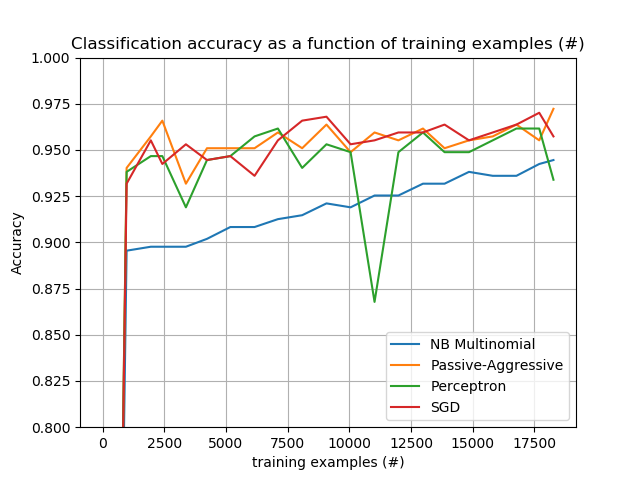 Classification accuracy as a function of training examples (#)
1.000
0.975
0.950
0.925
0.900
0.875
0.850
0.825
0.800
Accuracy
NB Multinomial
Passive-Aggressive
Perceptron
SGD
0 2500 5000 7500 10000 12500 15000 17500
training examples (#)